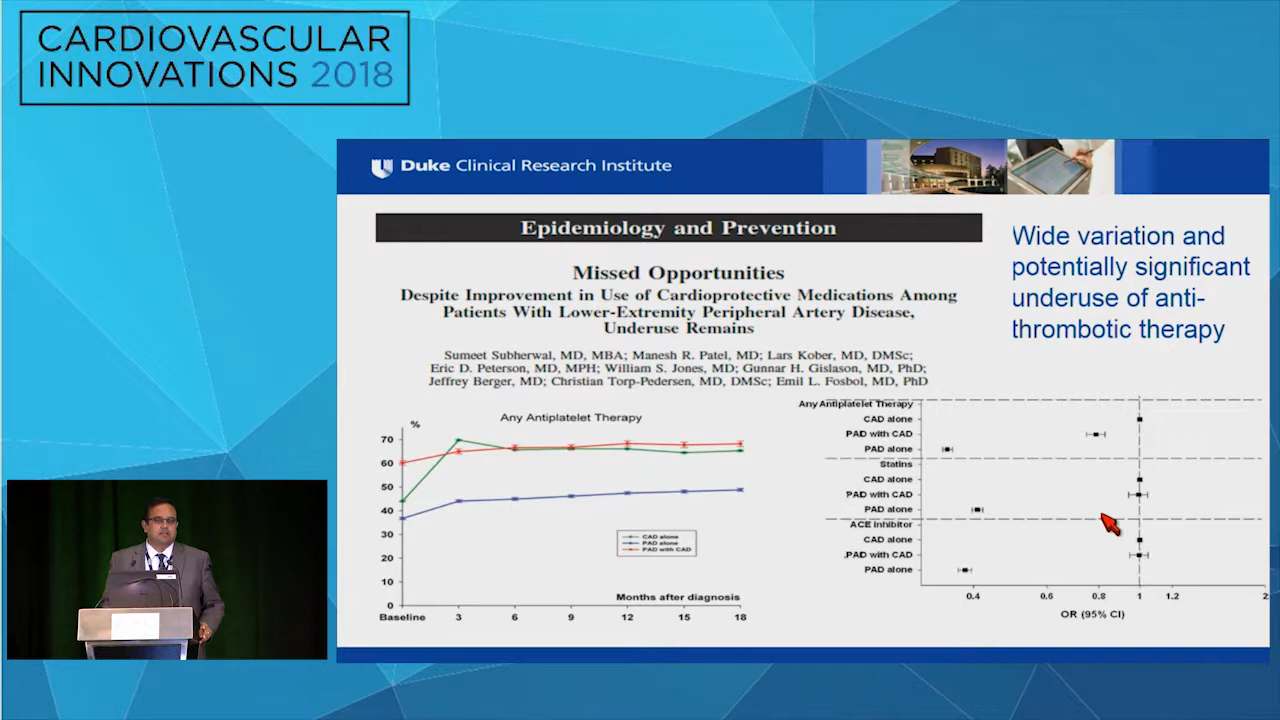 CARDIOVASCULAR
INNOVATIONS 2018
Duke Clinical Research Institute
Epidemiology and Prevention
Wide variation and
potentially significant
underuse of anti-
thrombotic therapy
Missed Opportunities
Despite Improvement in Use of Cardioprotective Medications Among
Patients With Lower-Extremity Peripheral Artery Disease,
Underuse Remains
Sumeet Subherwal, MD, MBA; Manesh R. Patel, MD; Lars Kober, MD, DMSc;
Eric D. Peterson, MD, MPH; William S. Jones, MD; Gunnar H. Gislason, MD, PhD;
Jeffrey Berger, MD; Christian Torp-Pedersen, MD, DMSc; Emil L. Fosbol, MD, PhD
Any Antiplatelet Therapy
%
70
60
50
40
30
20
10
0
CAD alone
PAD alone
PAD with CAD
Months after diagnosis
Baseline 3 6 9 12 15 18
Any Antiplatelet Therapy
CAD alone
PAD with CAD
PAD alone
Statins
CAD alone
PAD with CAD
PAD alone
ACE inhibitor
CAD alone
PAD with CAD
PAD alone
0.4 0.6 0.8 1 1.2 2
OR (95% CI)